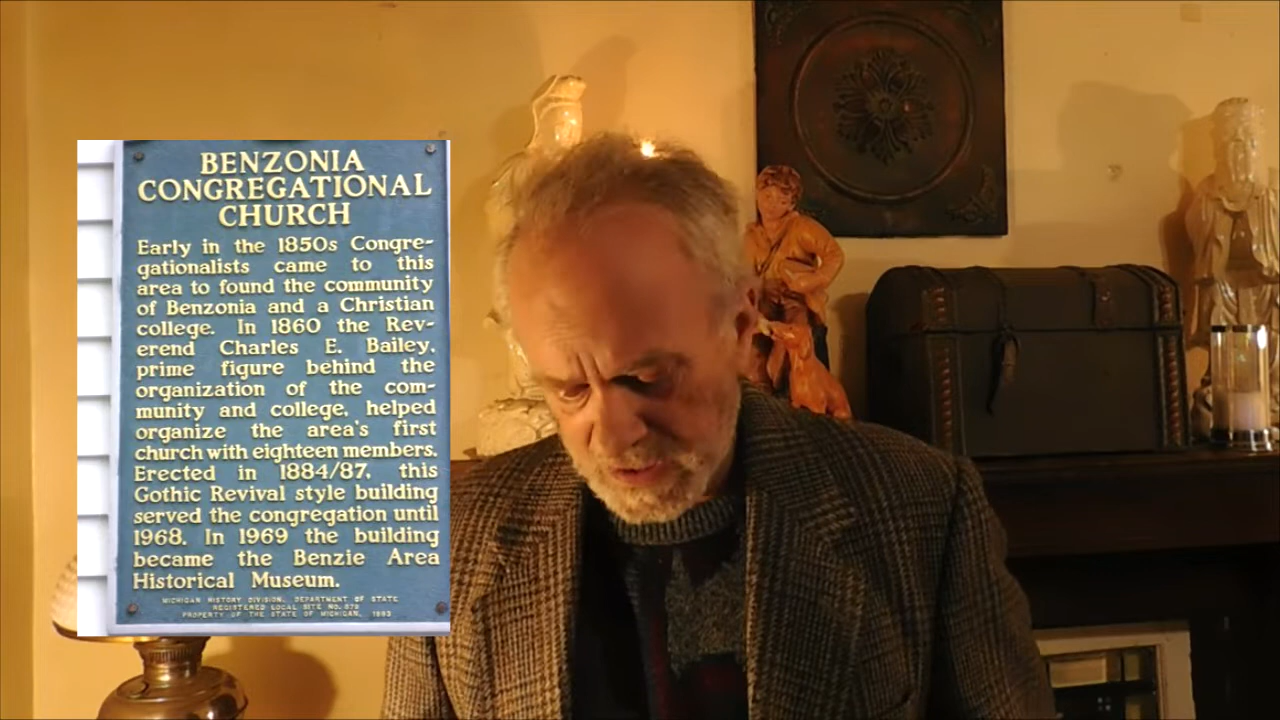 BENZONIA
CONGREGATIONAL
CHURCH
Early in the 1850s Congre-
gationalists came to this
area to found the community
of Benzonia and a Christian
college. In 1860 the Rev-
erend Charles E. Bailey,
prime figure behind the
organization of the com-
munity and college, helped
organize the area's first
church with eighteen members.
Erected in 1884/87, this
Gothic Revival style building
served the congregation until
1968. In 1969 the building
became the Benzie Area
Historical Museum.
MICHIGAN HISTORY DIVISION, DEPARTMENT OF STATE
REGISTERED LOCAL SITE NO.
PROPERTY OF THE STATE OF MICHIGAN,